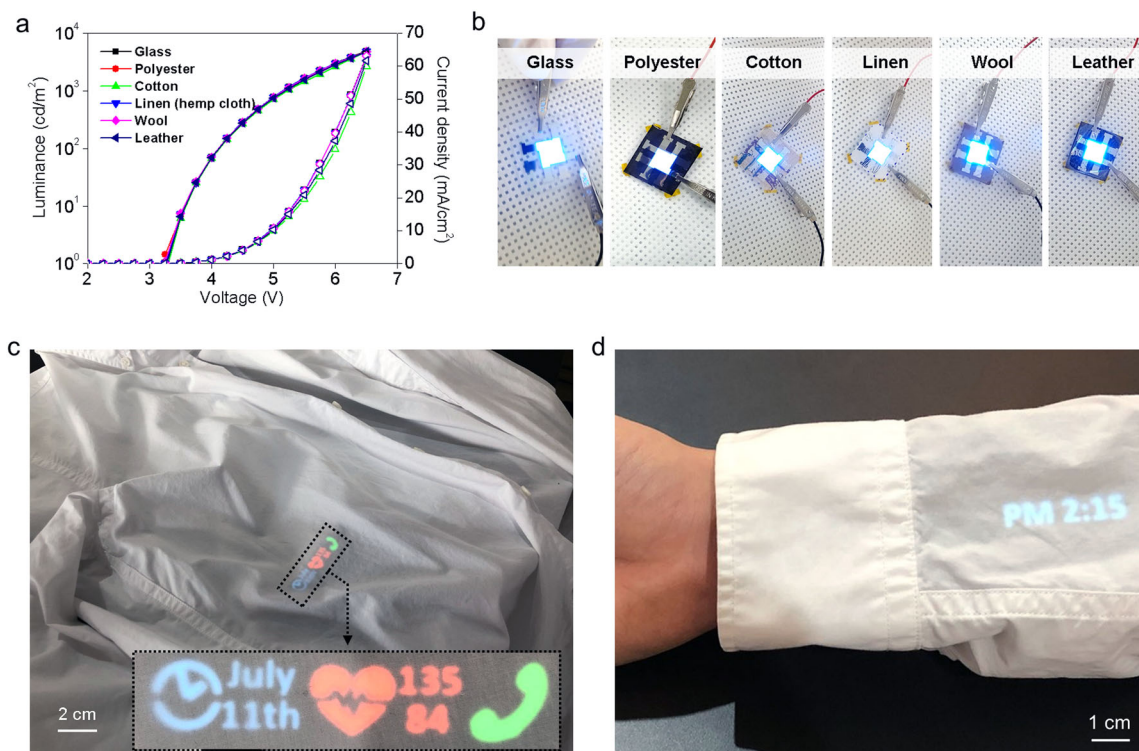 a
Luminance (cd/m²)
10⁴
10³
10²
10¹
10⁰
Glass
Polyester
Cotton
Linen (hemp cloth)
Wool
Leather
70
60
50
40
30
20
10
0
Current density (mA/cm²)
2 3 4 5 6 7
Voltage (V)
b
Glass Polyester Cotton Linen Wool Leather
c
July
11th
135
84
2 cm
d
PM 2:15
1 cm